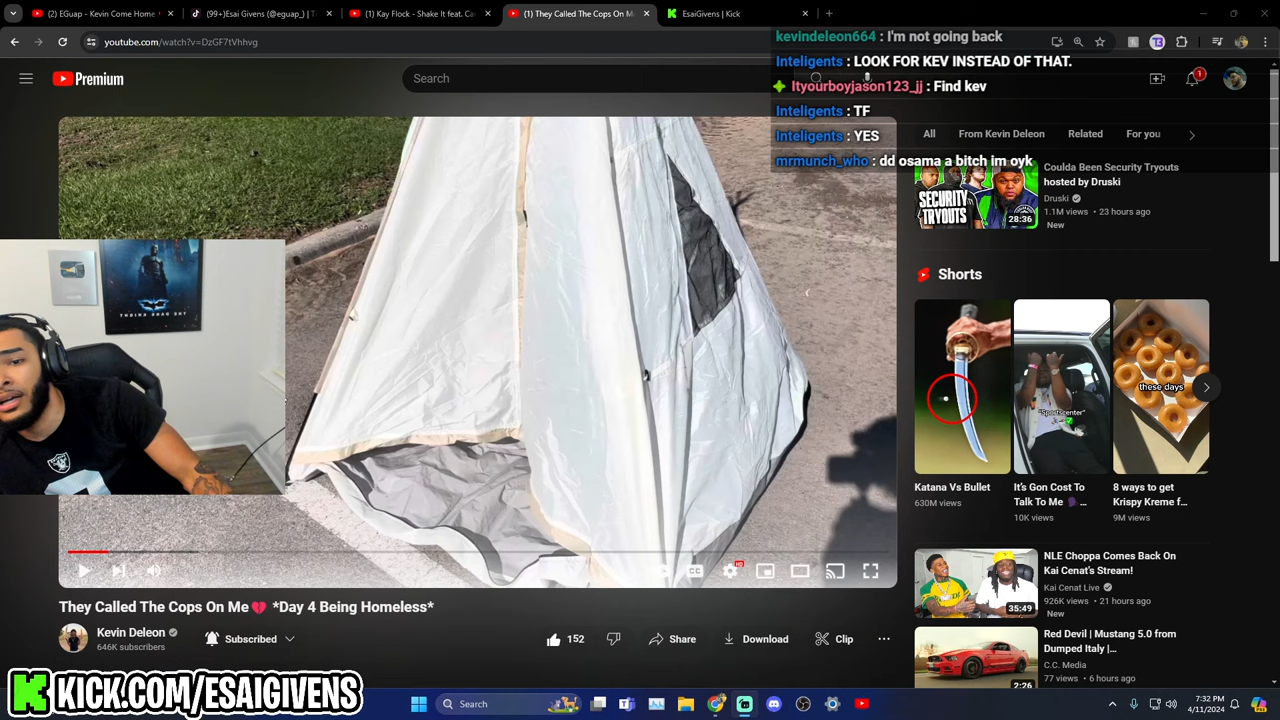 (2) EGuap - Kevin Come Home
(99+)Esai Givens (@eguap_) | T
(1) Kay Flock - Shake It feat. Ca
(1) They Called The Cops On M
EsaiGivens | Kick
youtube.com/watch?v=DzGF7tVhhvg
kevindeleon664 : I'm not going back
Inteligents : LOOK FOR KEV INSTEAD OF THAT.
Ityourboyjason123_jj : Find kev
Inteligents : TF
Inteligents : YES
mrmunch_who : dd osama a bitch im oyk
Premium
Search
1
All
From Kevin Deleon
Related
For you
SECURITY
TRYOUTS
28:36
Coulda Been Security Tryouts
hosted by Druski
Druski
1.1M views • 23 hours ago
New
Shorts
these days
"Sportscenter"
Katana Vs Bullet
630M views
It's Gon Cost To
Talk To Me ...
10K views
8 ways to get
Krispy Kreme f...
9M views
CC
HD
They Called The Cops On Me💔 *Day 4 Being Homeless*
Kevin Deleon
646K subscribers
Subscribed
152
Share
Download
Clip
35:49
NLE Choppa Comes Back On
Kai Cenat's Stream!
Kai Cenat Live
926K views • 21 hours ago
New
2:26
Red Devil | Mustang 5.0 from
Dumped Italy |...
C.C. Media
77 views • 6 hours ago
KICK.COM/ESAIGIVENS
Search
7:32 PM
4/11/2024